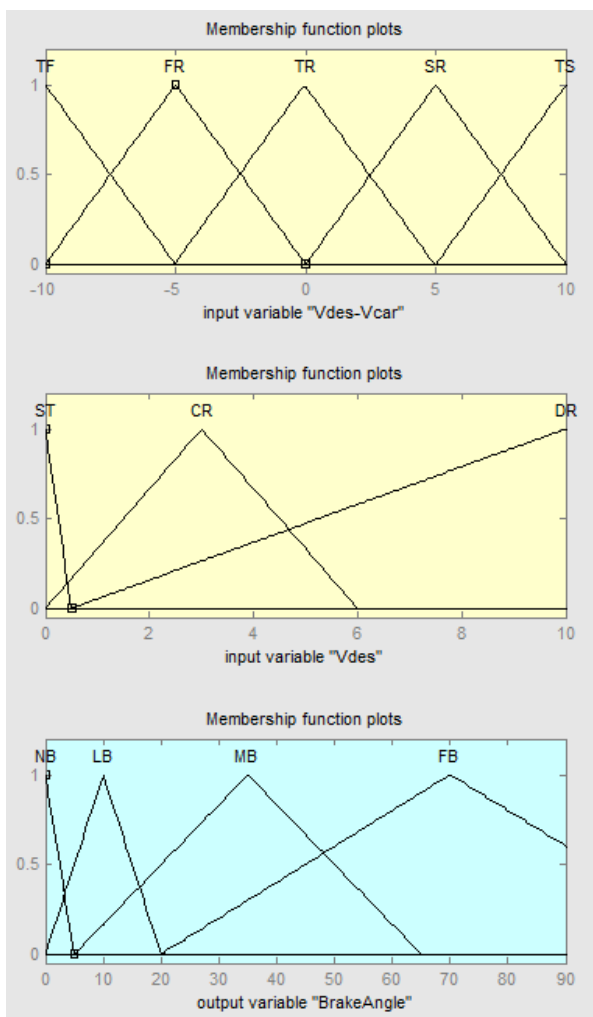 Membership function plots
TF FR TR SR TS
1
0.5
0
-10 -5 0 5 10
input variable "Vdes-Vcar"
Membership function plots
ST CR DR
1
0.5
0
0 2 4 6 8 10
input variable "Vdes"
Membership function plots
NB LB MB FB
1
0.5
0
0 10 20 30 40 50 60 70 80 90
output variable "BrakeAngle"